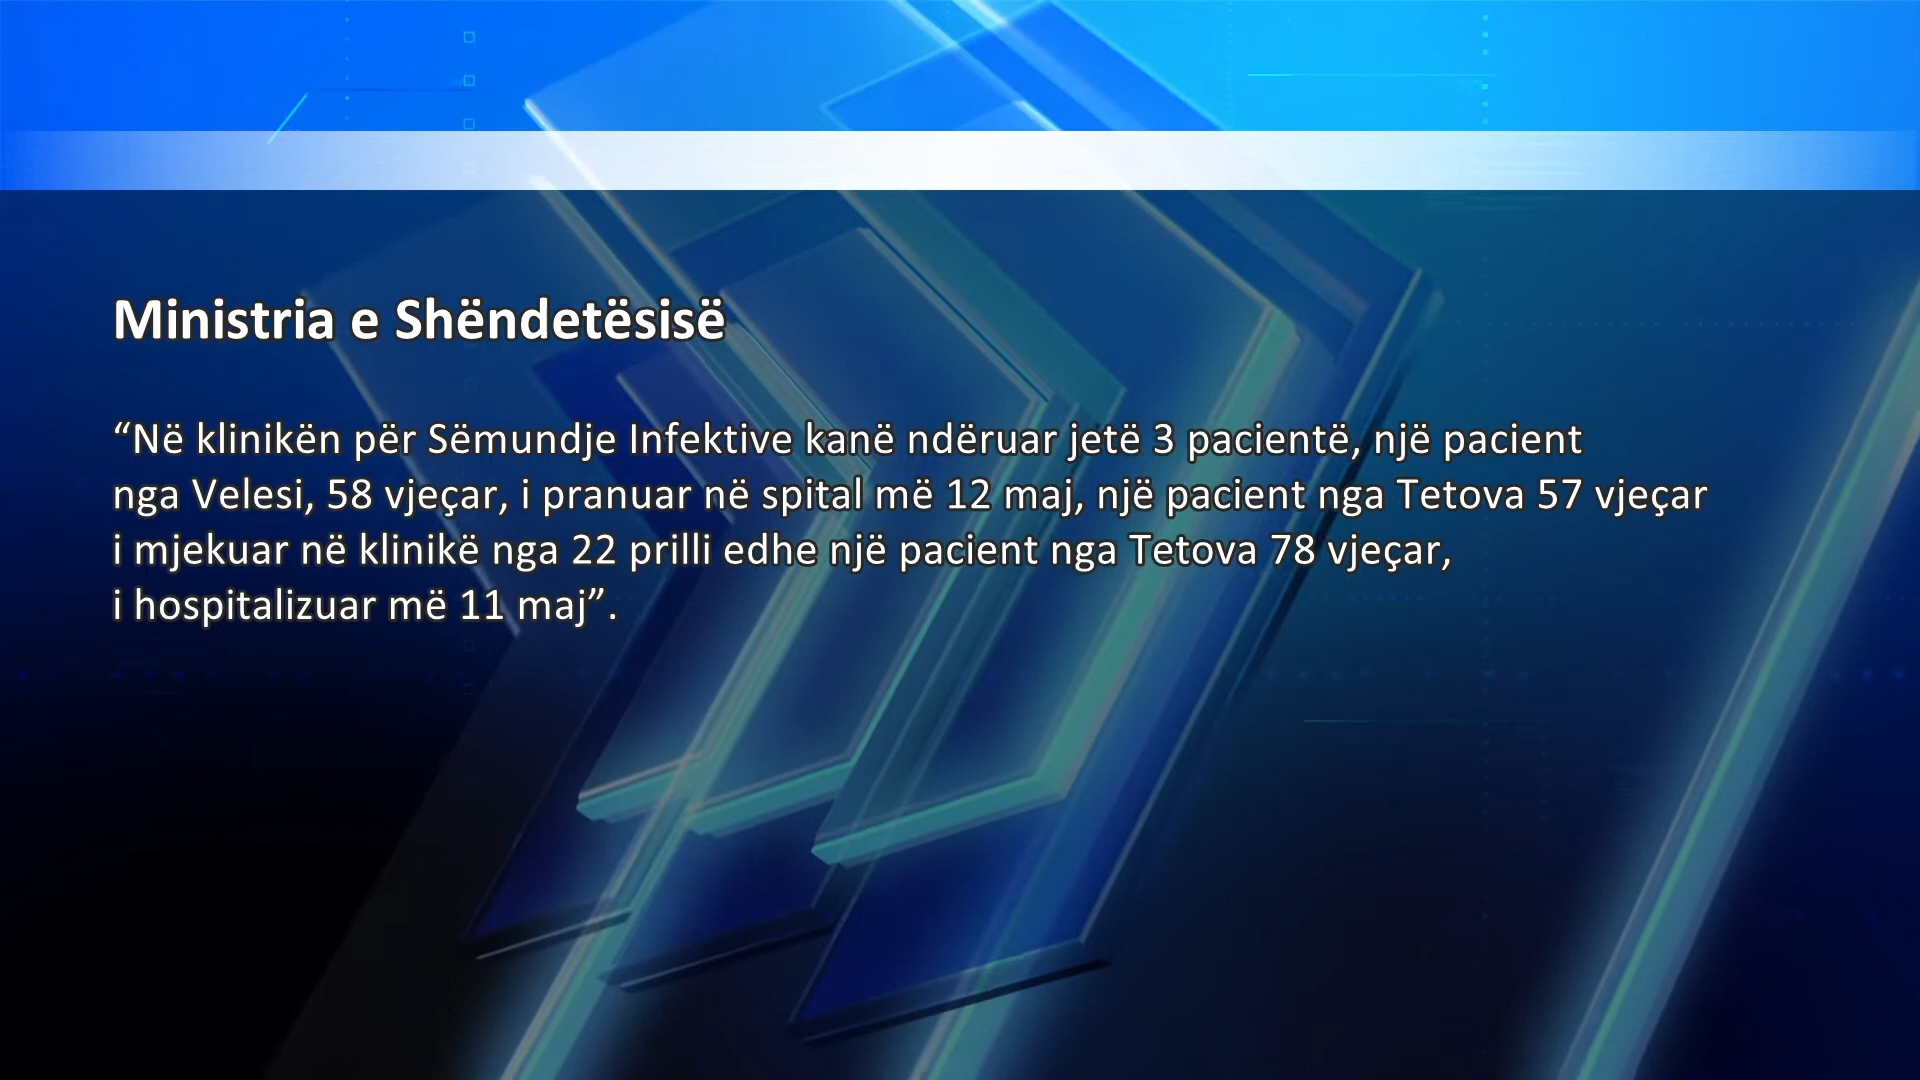 Ministria e Shëndetësisë
“Në klinikën për Sëmundje Infektive kanë ndëruar jetë 3 pacientë, një pacient
nga Velesi, 58 vjeçar, i pranuar në spital më 12 maj, një pacient nga Tetova 57 vjeçar
i mjekuar në klinikë nga 22 prilli edhe një pacient nga Tetova 78 vjeçar,
i hospitalizuar më 11 maj”.